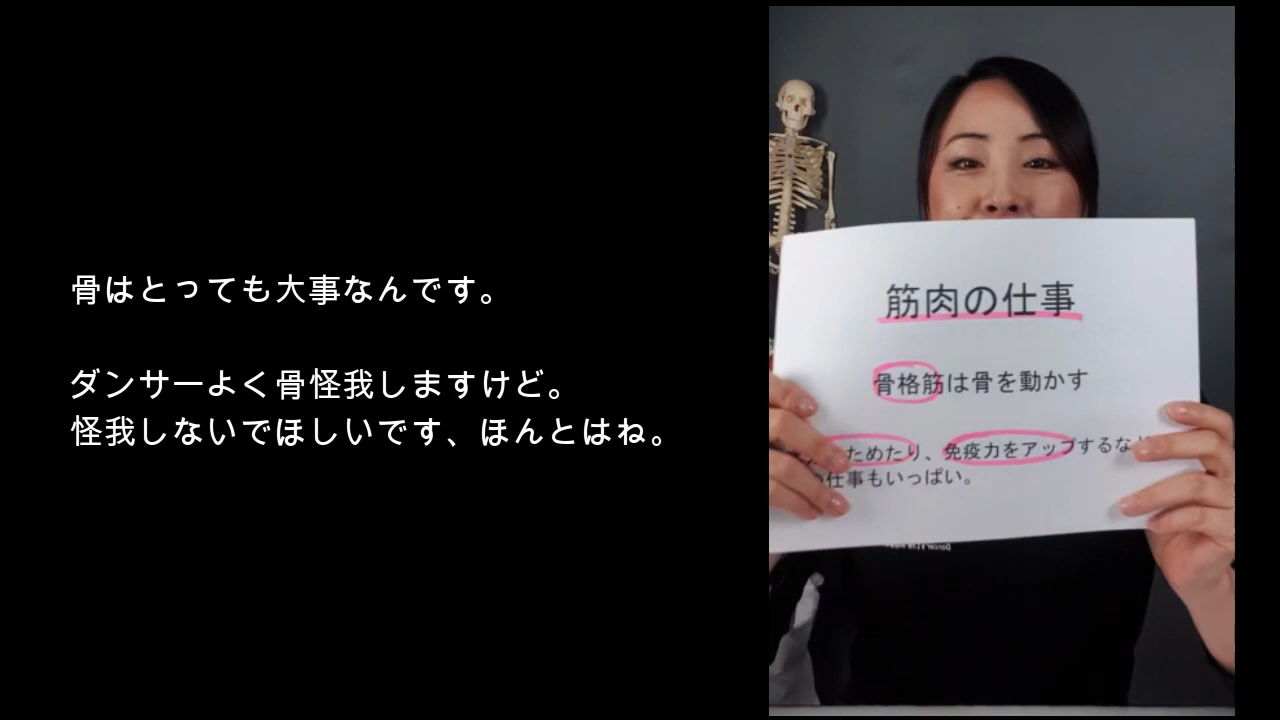 骨はとっても大事なんです。
ダンサーよく骨怪我しますけど。
怪我しないでほしいです、ほんとはね。
筋肉の仕事
骨格筋は骨を動かす
ためたり、免疫力をアップするなど
の仕事もいっぱい。